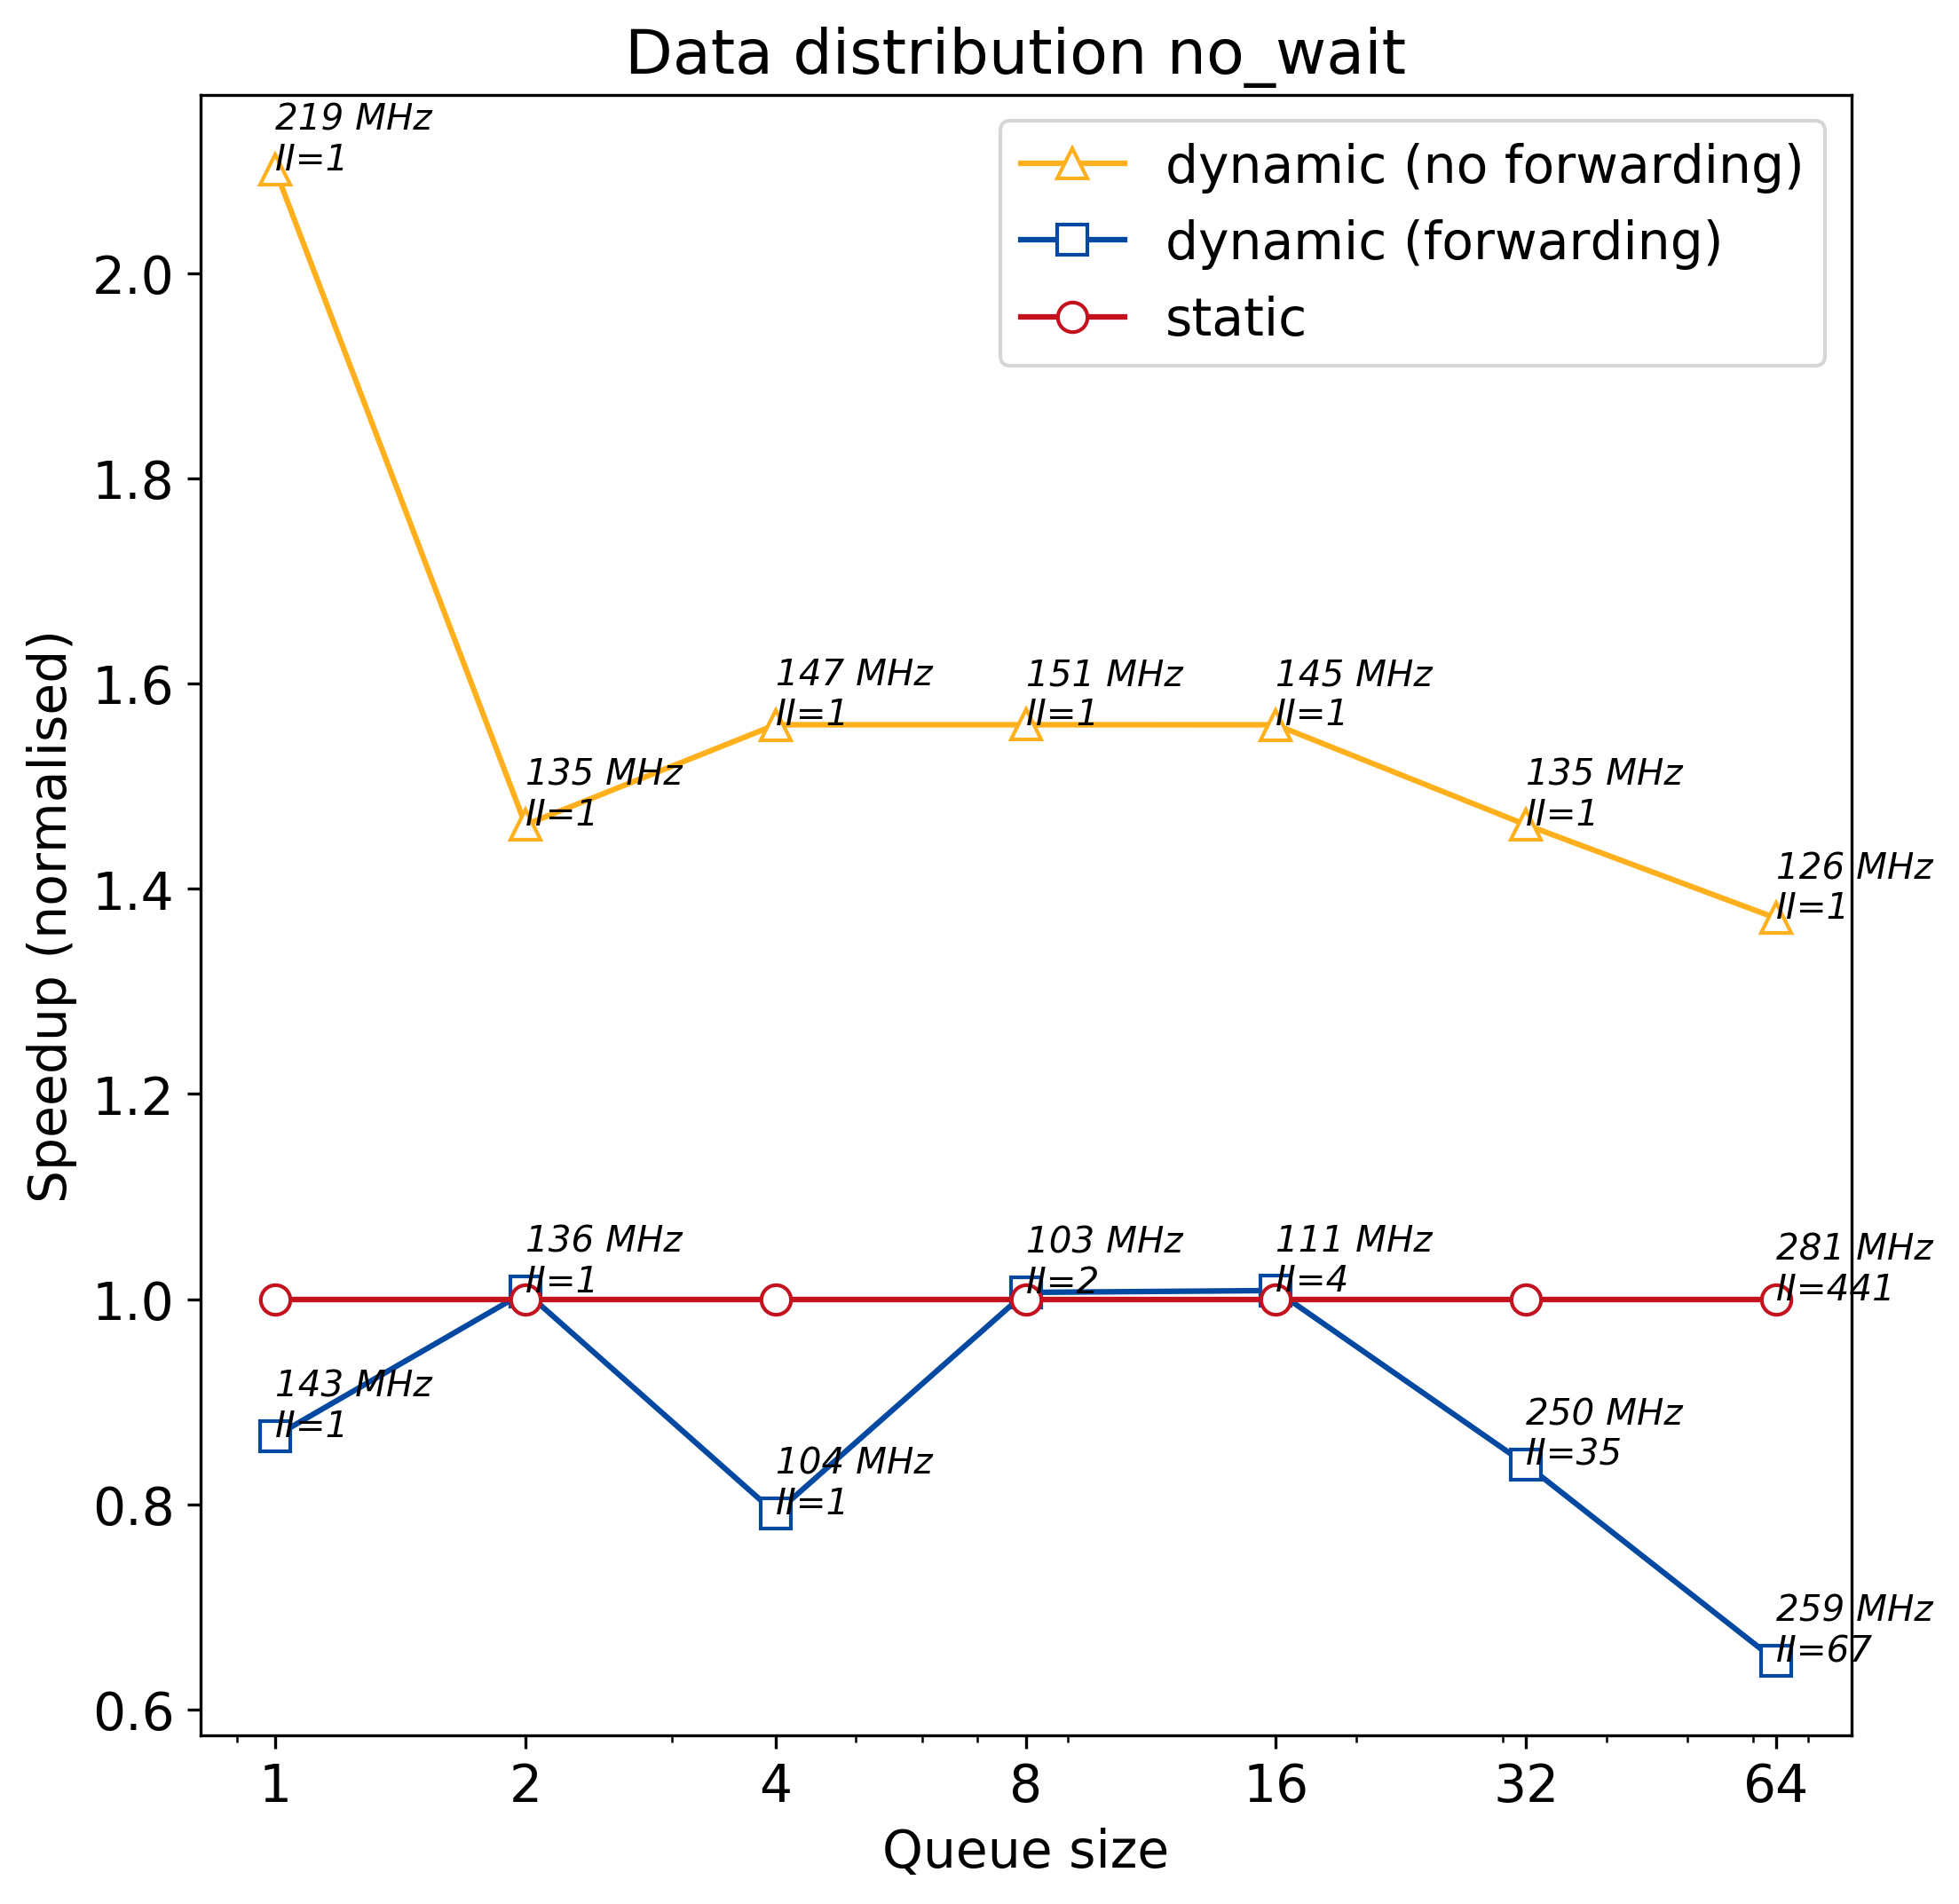 Data distribution no_wait
219 MHz
II=1
dynamic (no forwarding)
dynamic (forwarding)
static
2.0
1.8
1.6
1.4
1.2
1.0
0.8
0.6
Speedup (normalised)
147 MHz
II=1
151 MHz
II=1
145 MHz
II=1
135 MHz
II=1
135 MHz
II=1
126 MHz
II=1
136 MHz
II=1
103 MHz
II=2
111 MHz
II=4
281 MHz
II=441
143 MHz
II=1
104 MHz
II=1
250 MHz
II=35
259 MHz
II=67
1 2 4 8 16 32 64
Queue size